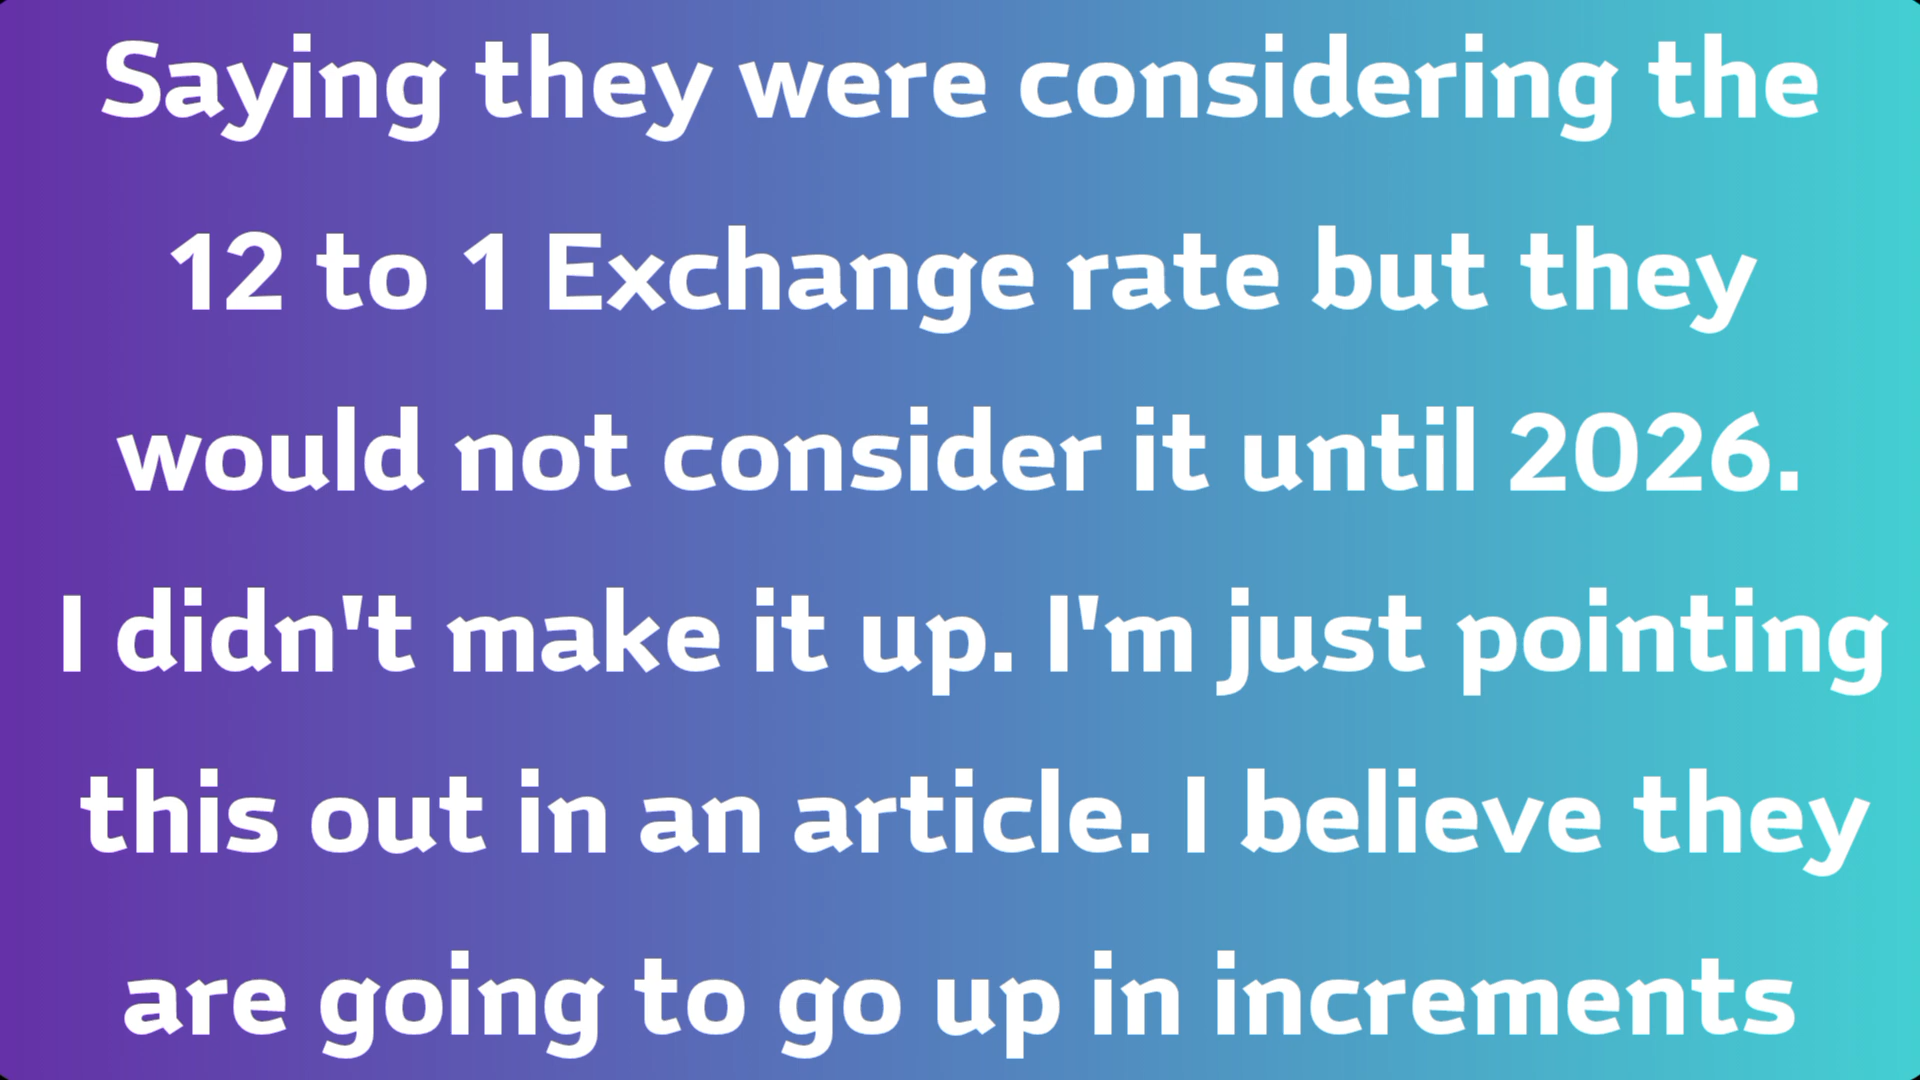 Saying they were considering the
12 to 1 Exchange rate but they
would not consider it until 2026.
I didn't make it up. I'm just pointing
this out in an article. I believe they
are going to go up in increments